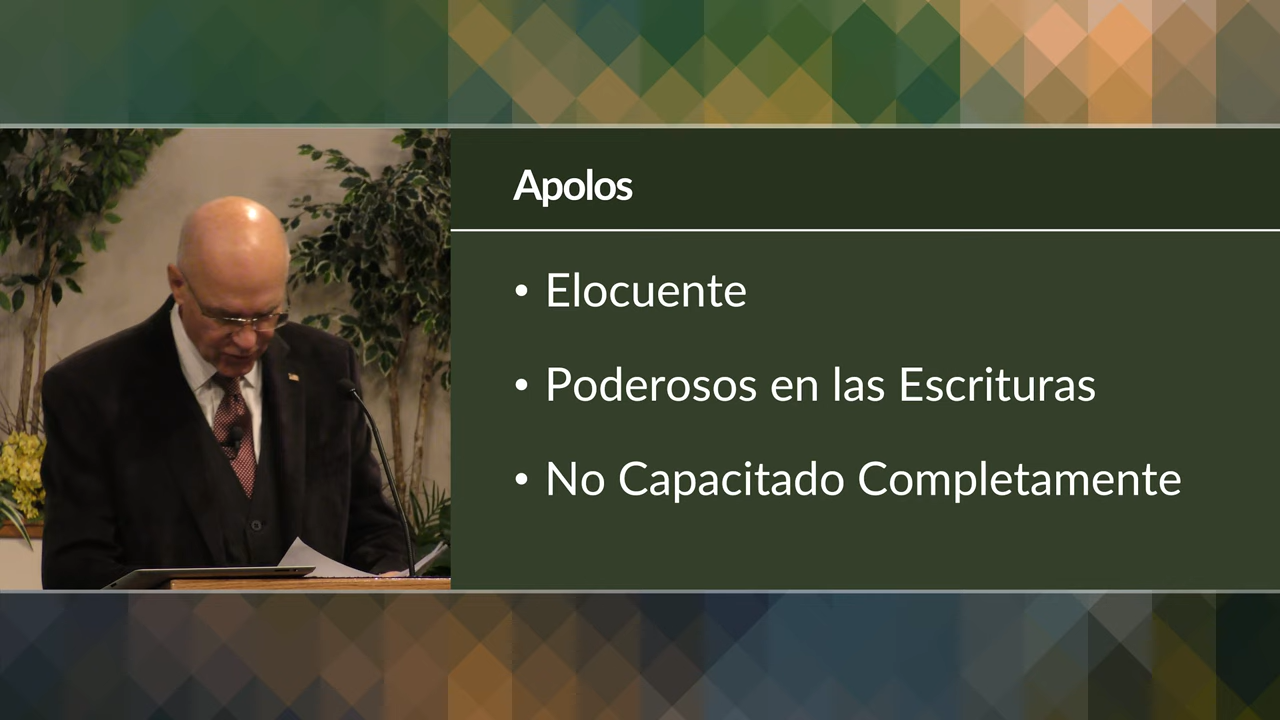 Apolos
• Elocuente
• Poderosos en las Escrituras
• No Capacitado Completamente